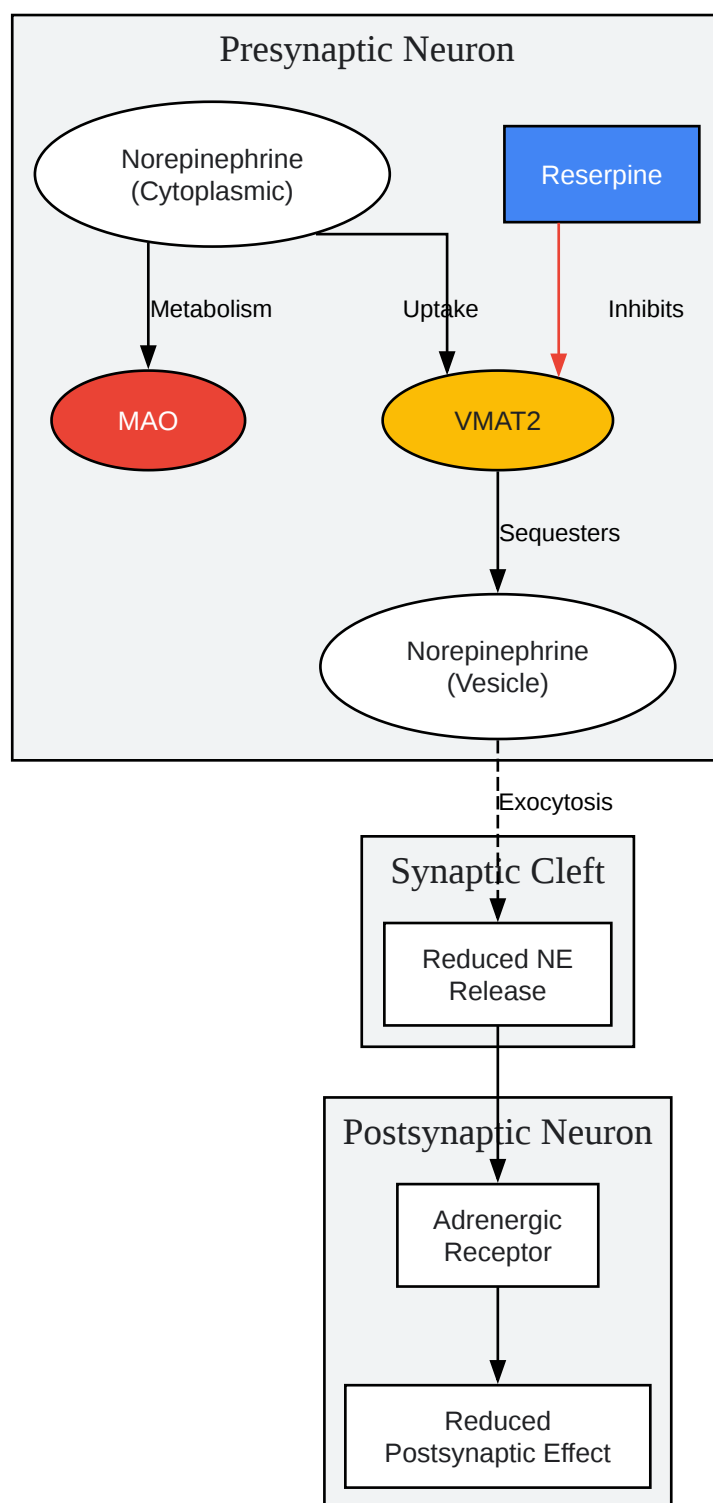 Presynaptic Neuron
Norepinephrine
(Cytoplasmic)
Reserpine
Metabolism
Uptake
Inhibits
MAO
VMAT2
Sequesters
Norepinephrine
(Vesicle)
Exocytosis
Synaptic Cleft
Reduced NE
Release
Postsynaptic Neuron
Adrenergic
Receptor
Reduced
Postsynaptic Effect